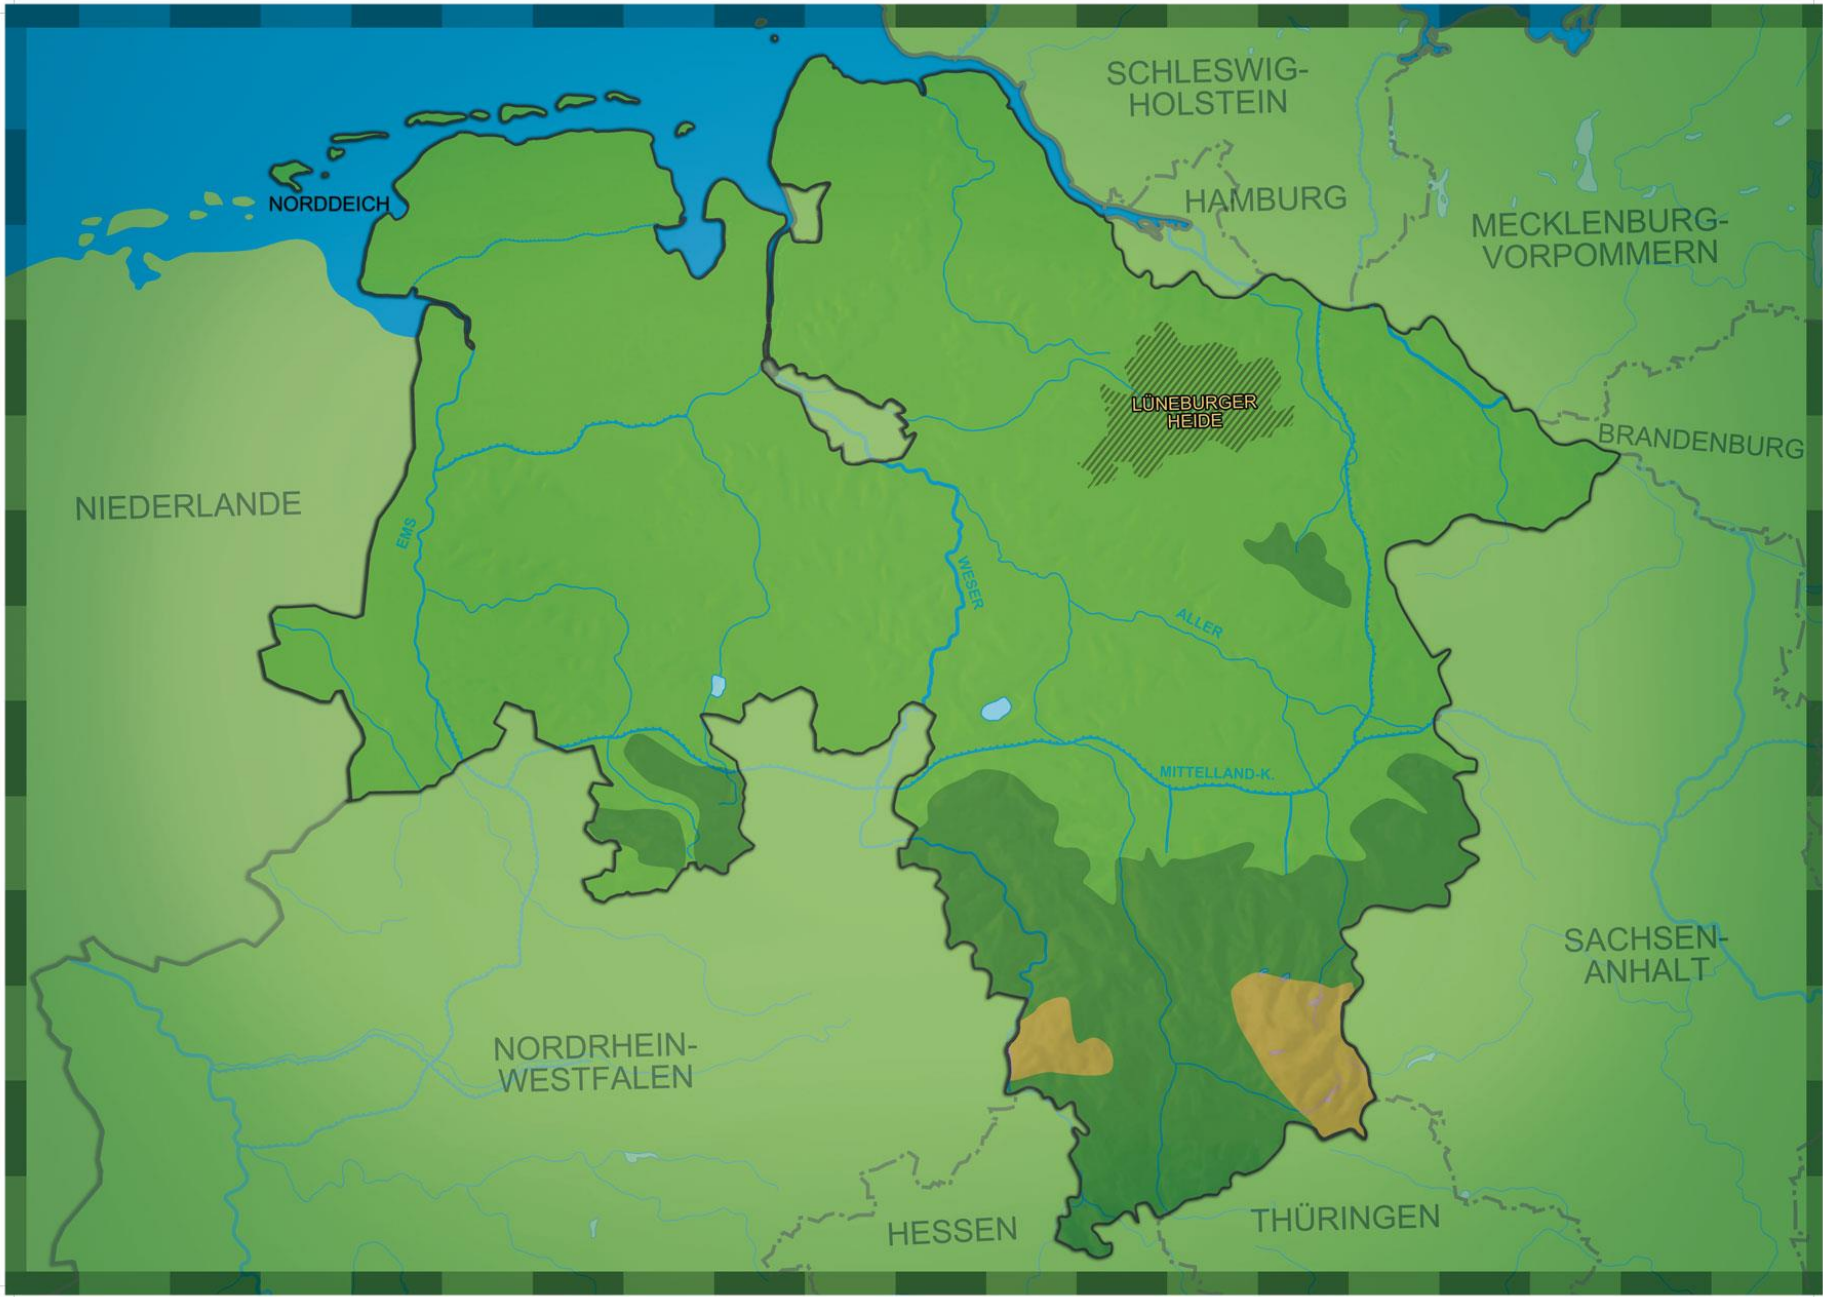 SCHLESWIG-
HOLSTEIN
HAMBURG
NORDDEICH
MECKLENBURG-
VORPOMMERN
LÜNEBURGER
HEIDE
BRANDENBURG
NIEDERLANDE
EMS
WESER
ALLER
MITTELLAND-K.
SACHSEN-
ANHALT
NORDRHEIN-
WESTFALEN
HESSEN
THÜRINGEN